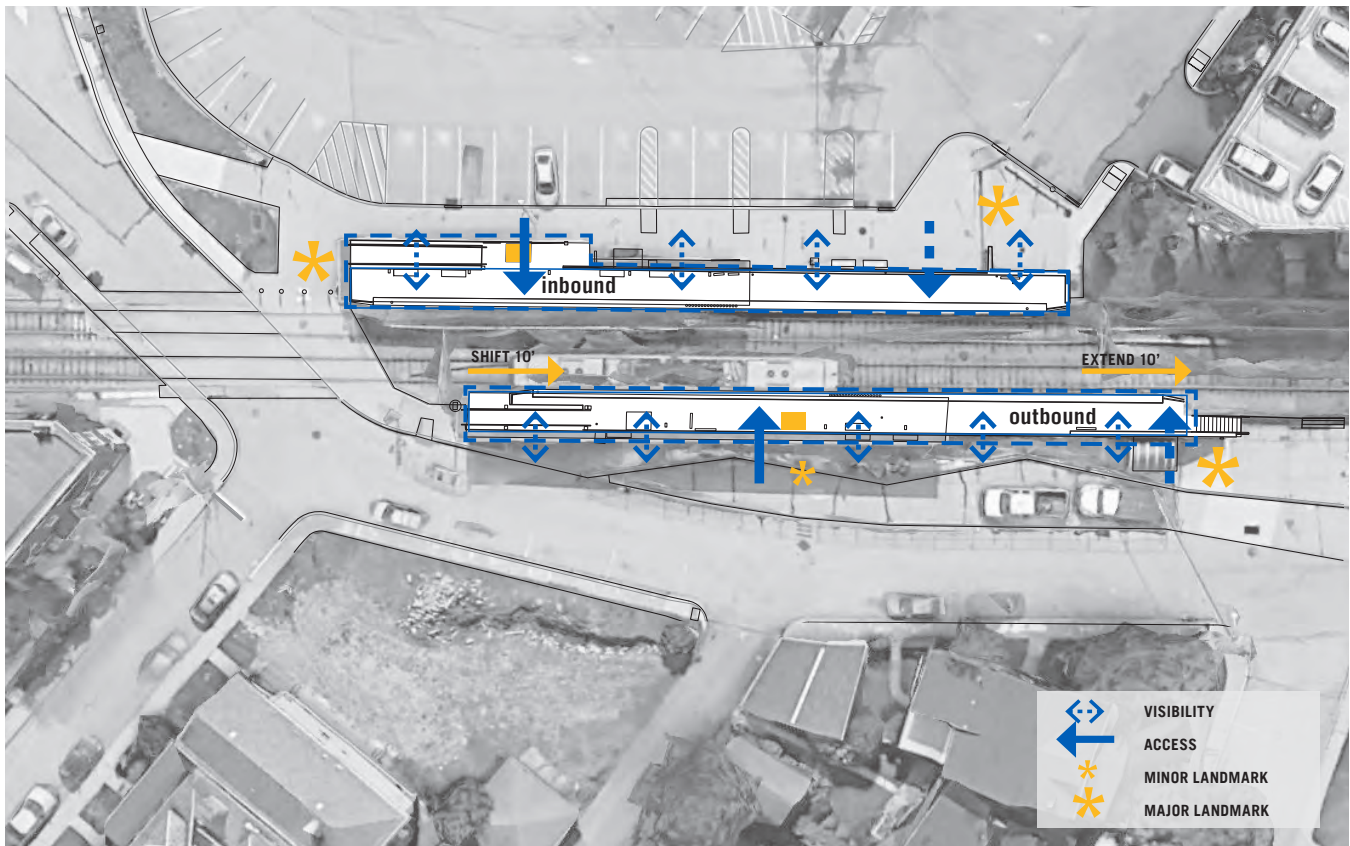 inbound
SHIFT 10'
EXTEND 10'
outbound
VISIBILITY
ACCESS
MINOR LANDMARK
MAJOR LANDMARK